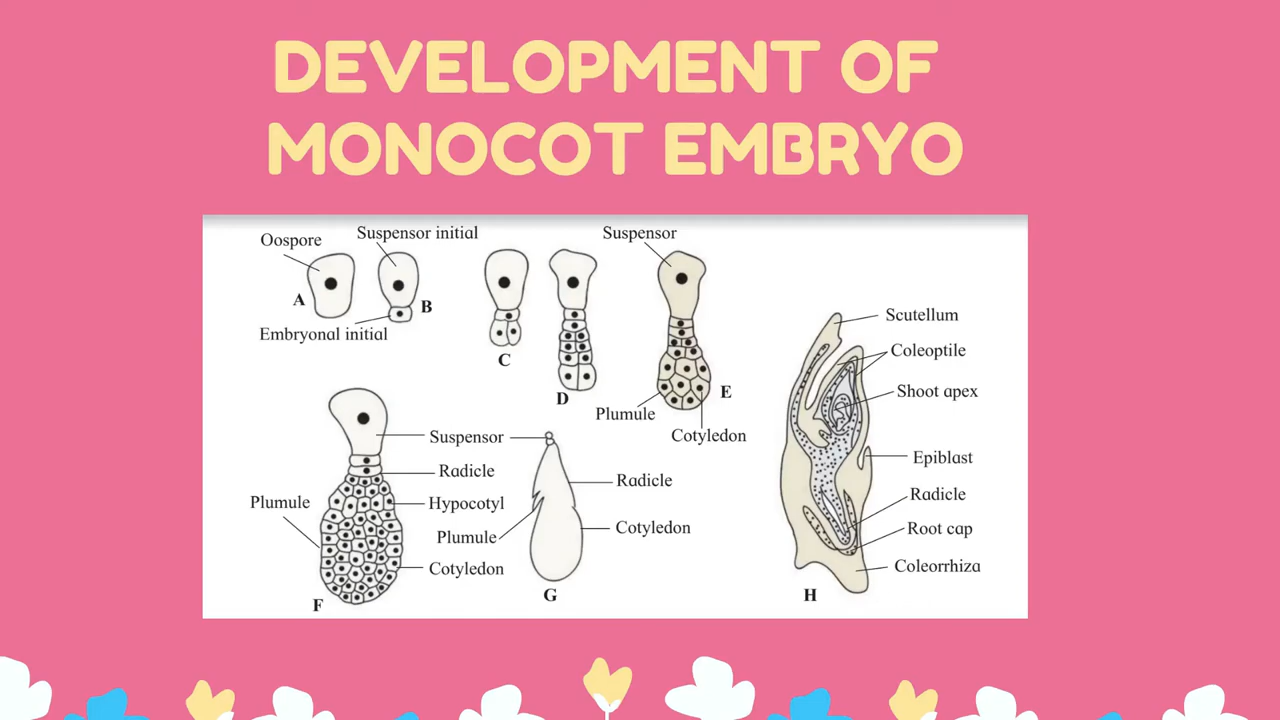 DEVELOPMENT OF
MONOCOT EMBRYO
Oospore
Suspensor initial
A
B
Embryonal initial
C
D
Suspensor
E
Plumule
Cotyledon
Suspensor
Radicle
Plumule
Hypocotyl
Cotyledon
F
Radicle
Plumule
Cotyledon
G
Scutellum
Coleoptile
Shoot apex
Epiblast
Radicle
Root cap
Coleorrhiza
H